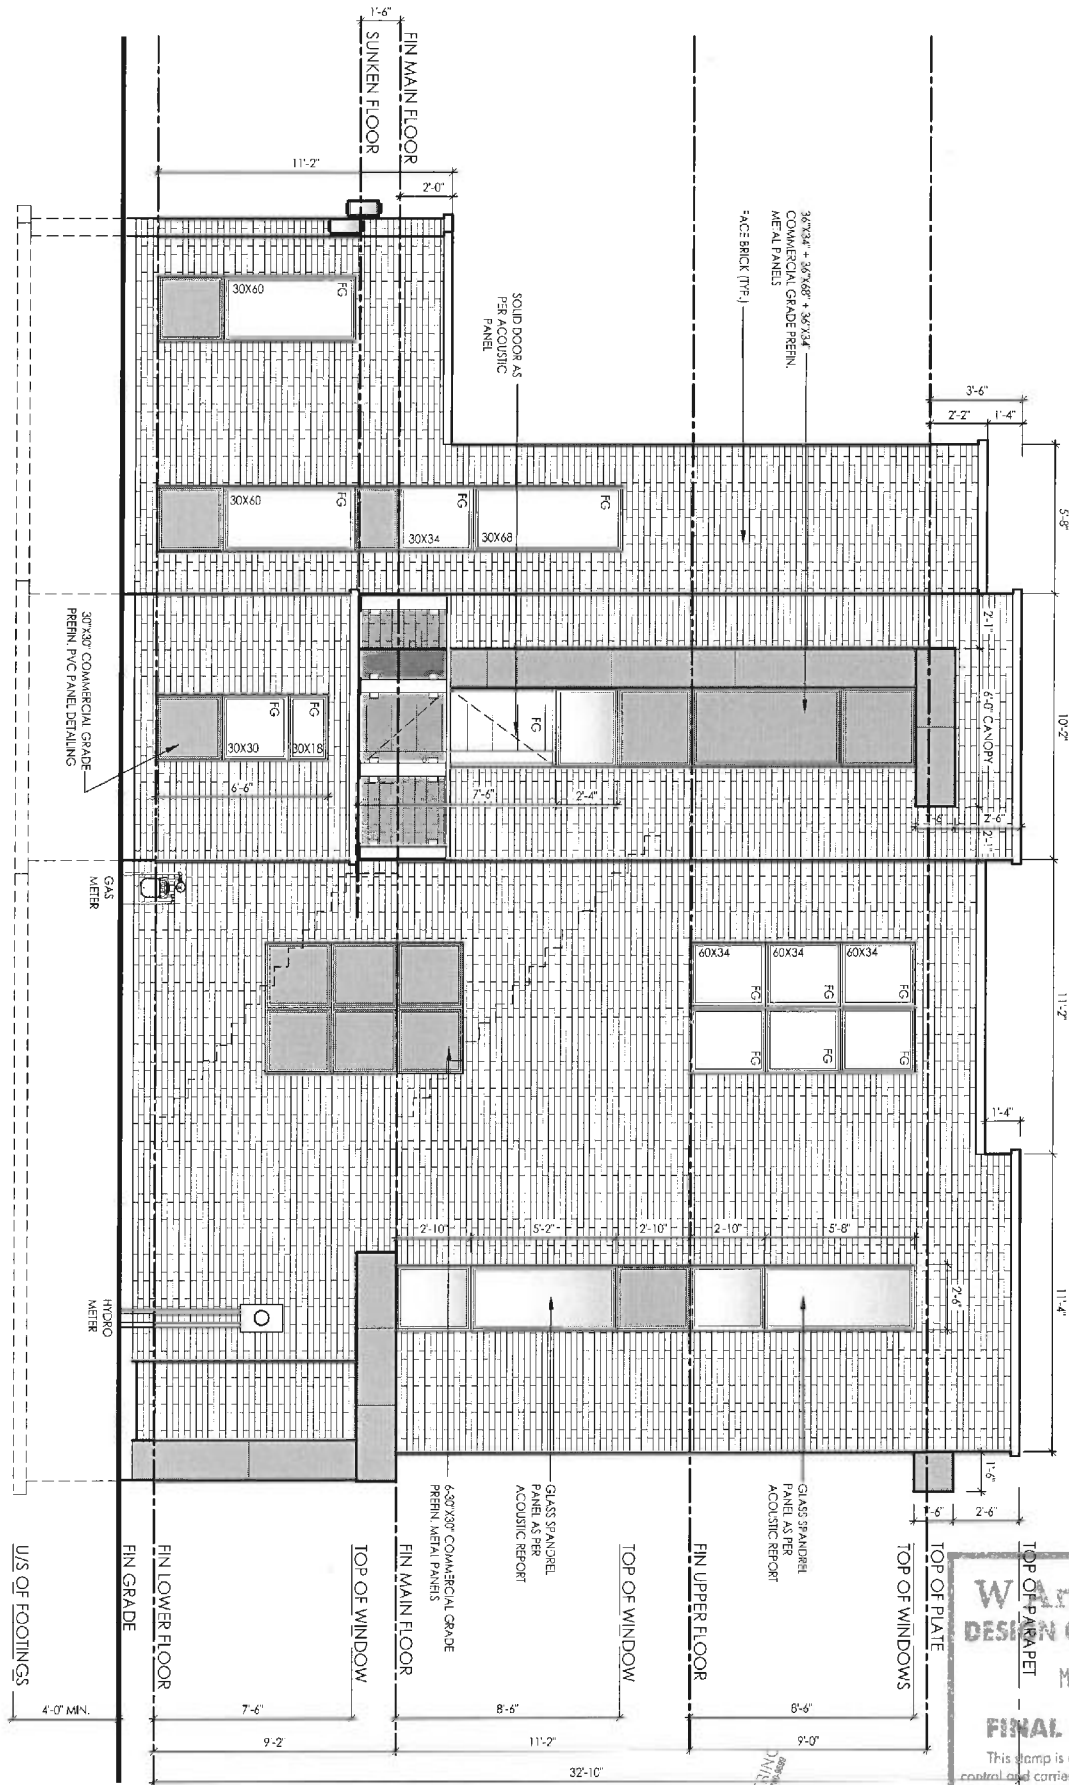 1'-6"
FIN MAIN FLOOR
SUNKEN FLOOR
11'-2"
2'-0"
36"X34" + 36"X68" + 36"X34"
COMMERCIAL GRADE PREFIN.
METAL PANELS
FACE BRICK (TYP.)
SOLID DOOR AS
PER ACOUSTIC
PANEL
3'-6"
2'-2"
1'-4"
5'-8"
30X60
FG
30X60
FG
FG
30X34
FG
30X68
2'-1"
6'-0" CANOPY
10'-2"
FG
30"X30" COMMERCIAL GRADE
PREFIN. PVC PANEL DETAILING
FG
30X30
FG
30X18
6'-6"
7'-6"
2'-4"
2'-6"
2'-1"
GAS
METER
11'-2"
60X34
60X34
60X34
FG
FG
FG
FG
FG
FG
1'-4"
2'-10"
5'-2"
2'-10"
2'-10"
5'-8"
2'-6"
11'-4"
HYDRO
METER
6-30"X30" COMMERCIAL GRADE
PREFIN. METAL PANELS
GLASS SPANDREL
PANEL AS PER
ACOUSTIC REPORT
GLASS SPANDREL
PANEL AS PER
ACOUSTIC REPORT
1'-6"
2'-6"
TOP OF PARAPET
TOP OF PLATE
TOP OF WINDOWS
FIN UPPER FLOOR
TOP OF WINDOW
FIN MAIN FLOOR
TOP OF WINDOW
FIN LOWER FLOOR
FIN GRADE
U/S OF FOOTINGS
4'-0" MIN.
7'-6"
8'-6"
6'-6"
9'-2"
11'-2"
9'-0"
32'-10"
DESIGN
FINAL
This stamp is
control and